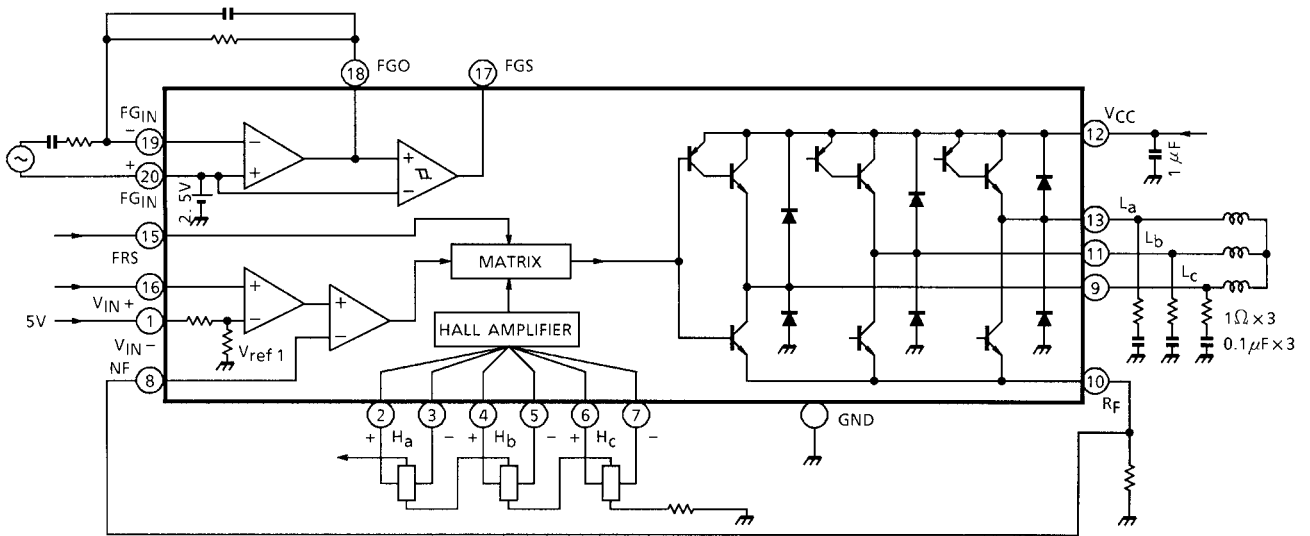 18 FGO
17 FGS
FGIN
−
19
+
20
FGIN
2.5V
15
FRS
16
VIN+
5V
1
VIN−
Vref 1
NF
8
MATRIX
HALL AMPLIFIER
2 3 4 5 6 7
+ Ha − + Hb − + Hc −
GND
VCC
12
1 μF
La
13
Lb
11
Lc
9
1Ω×3
0.1μF×3
10
RF